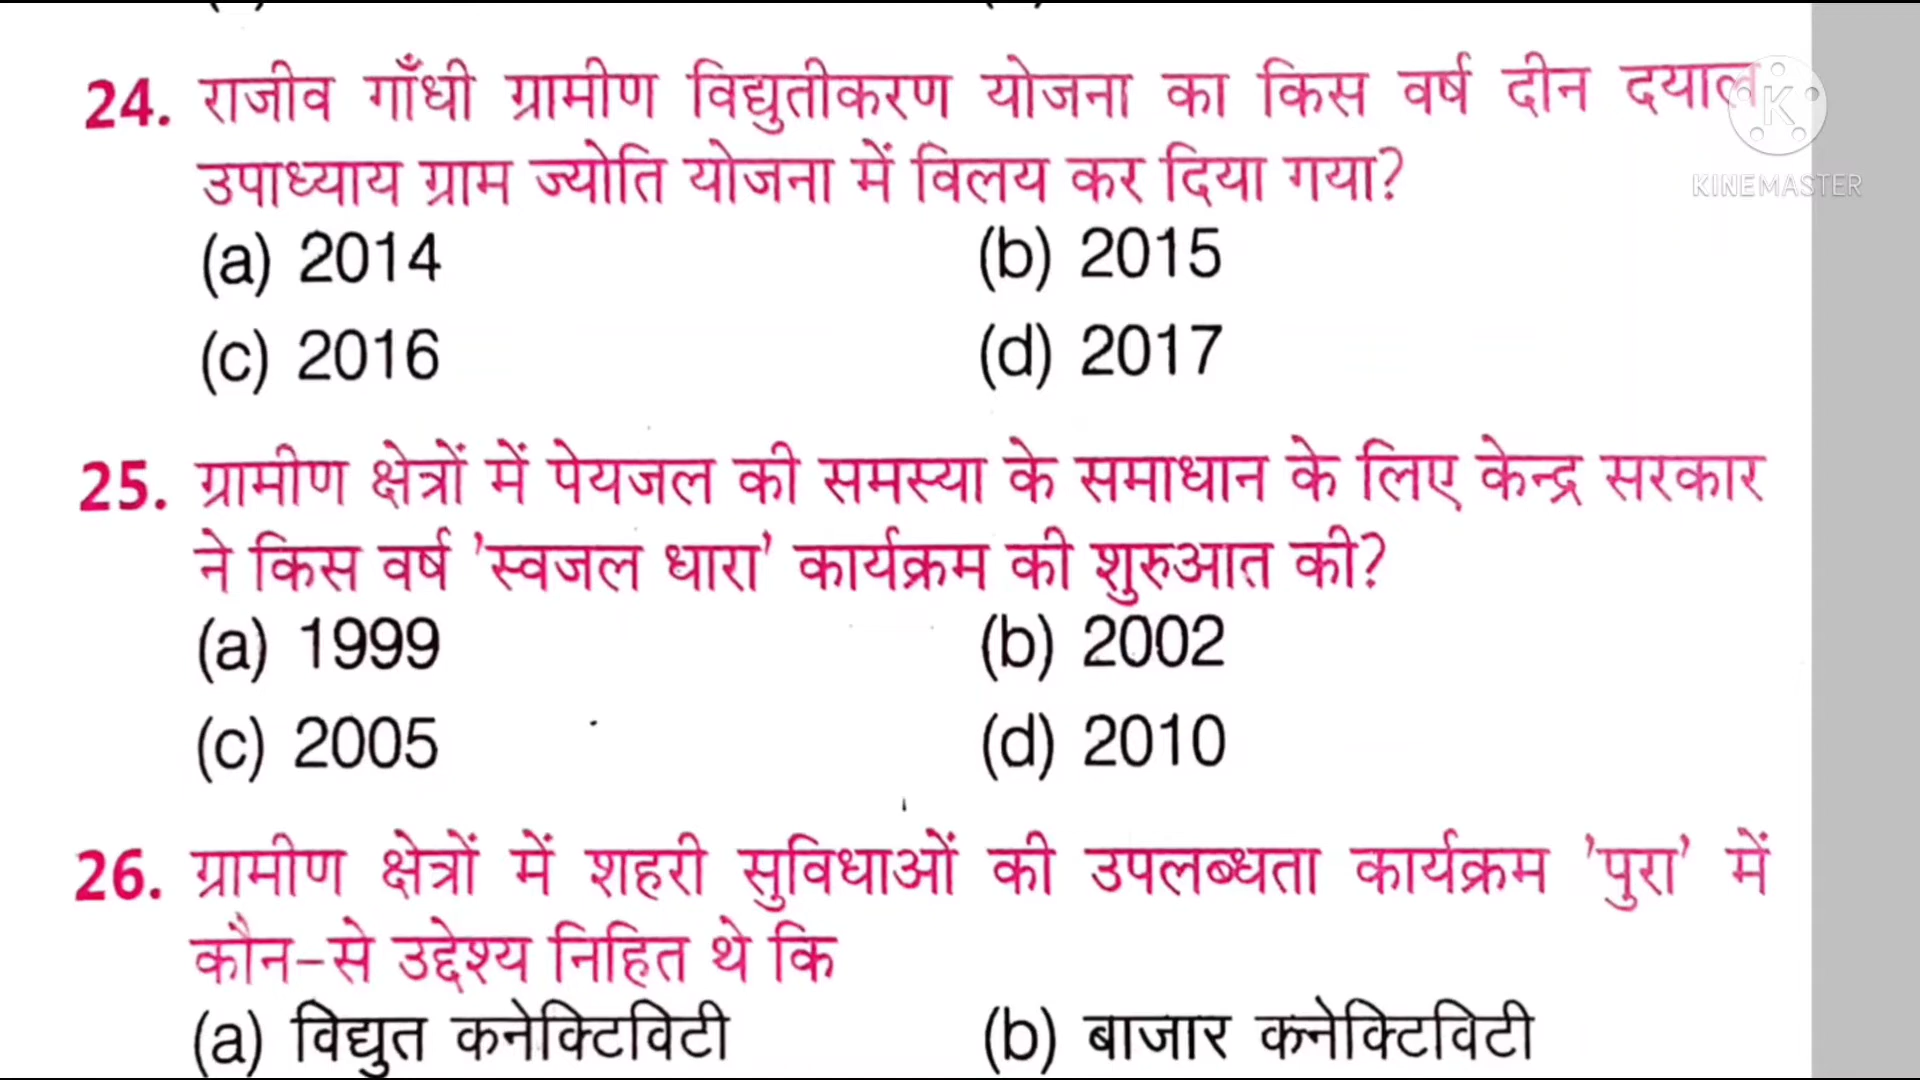 24. राजीव गाँधी ग्रामीण विद्युतीकरण योजना का किस वर्ष दीन दयाल
उपाध्याय ग्राम ज्योति योजना में विलय कर दिया गया?
(a) 2014 (b) 2015
(c) 2016 (d) 2017
25. ग्रामीण क्षेत्रों में पेयजल की समस्या के समाधान के लिए केन्द्र सरकार
ने किस वर्ष 'स्वजल धारा' कार्यक्रम की शुरुआत की?
(a) 1999 (b) 2002
(c) 2005 (d) 2010
26. ग्रामीण क्षेत्रों में शहरी सुविधाओं की उपलब्धता कार्यक्रम 'पुरा' में
कौन-से उद्देश्य निहित थे कि
(a) विद्युत कनेक्टिविटी (b) बाजार कनेक्टिविटी
K
KINEMASTER